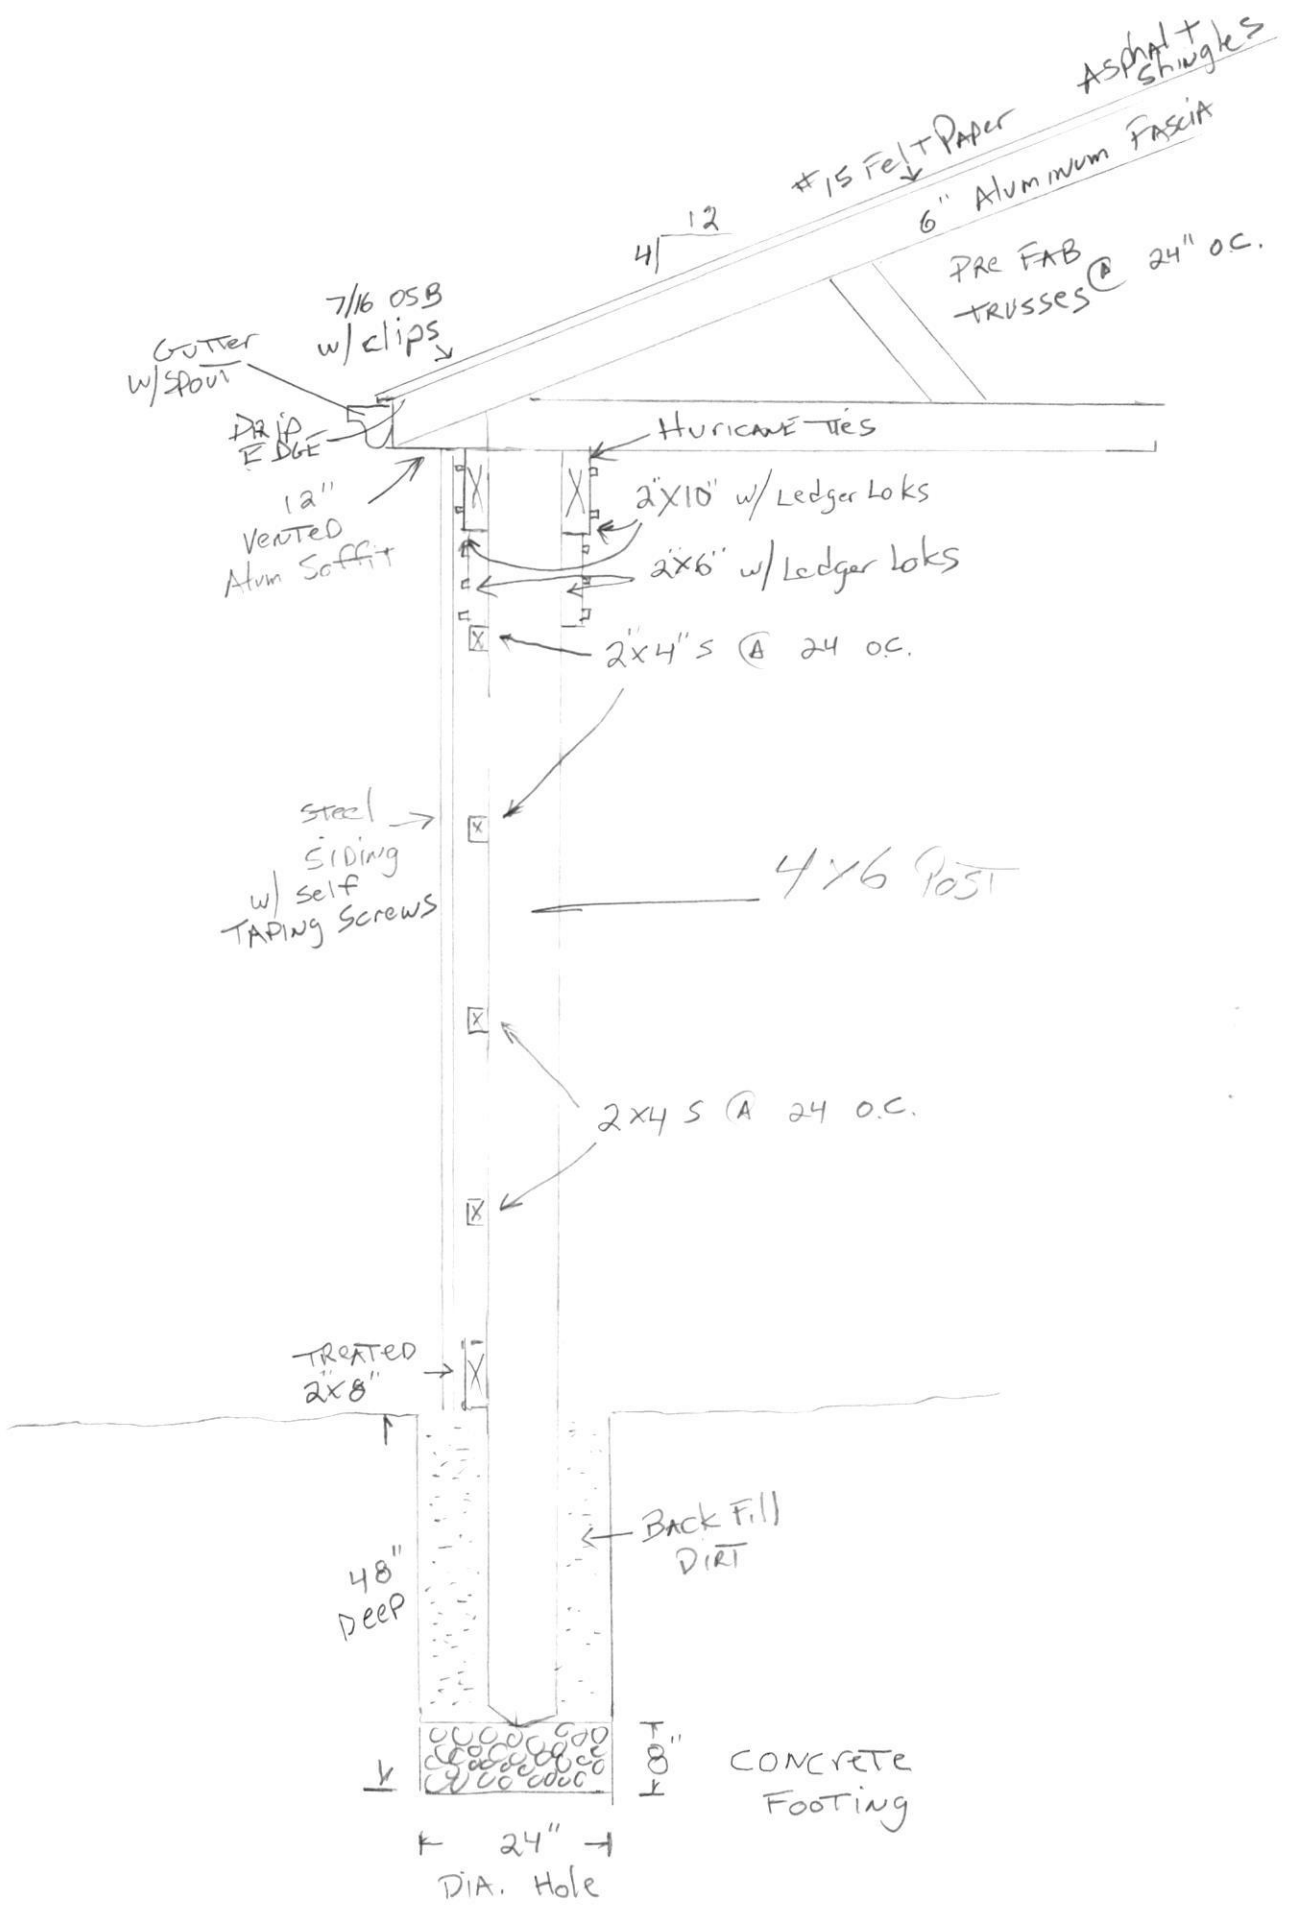 Asphalt
Shingles
#15 Felt Paper
6" Aluminum Fascia
12
4
Pre Fab
Trusses @ 24" O.C.
7/16 OSB
w/ clips
Gutter
w/ Spout
Drip
Edge
Huricane Ties
12"
Vented
Alum Soffit
2"x10" w/ Ledger Loks
2"x6" w/ Ledger Loks
2"x4"s @ 24 O.C.
Steel
Siding
w/ Self
Taping Screws
4x6 Post
2x4s @ 24 O.C.
Treated
2"x8"
Back Fill
Dirt
48"
Deep
8" Concrete
Footing
24"
Dia. Hole